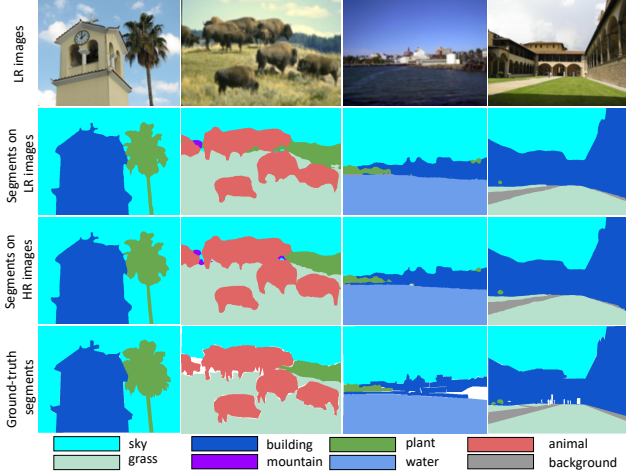 LR images
Segments on
LR images
Segments on
HR images
Ground-truth
segments
sky
building
plant
animal
grass
mountain
water
background